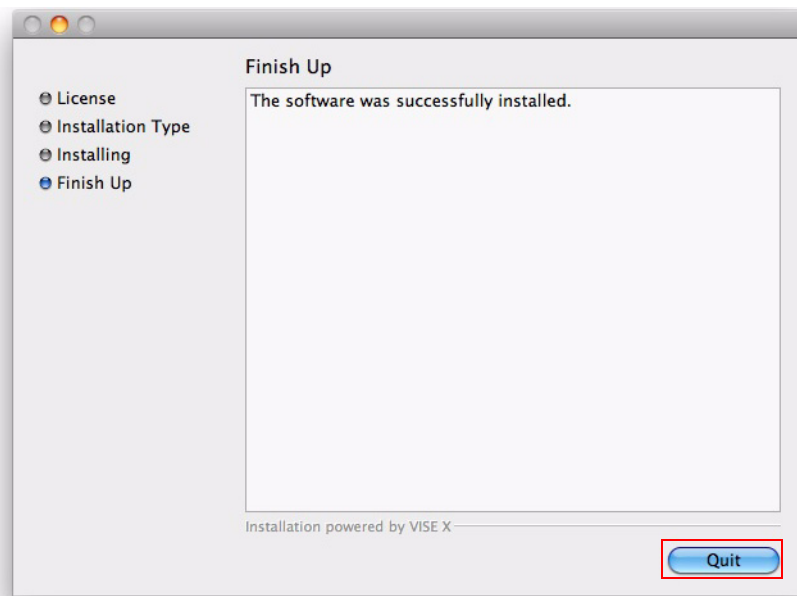 Finish Up
License
Installation Type
Installing
Finish Up
The software was successfully installed.
Installation powered by VISE X
Quit